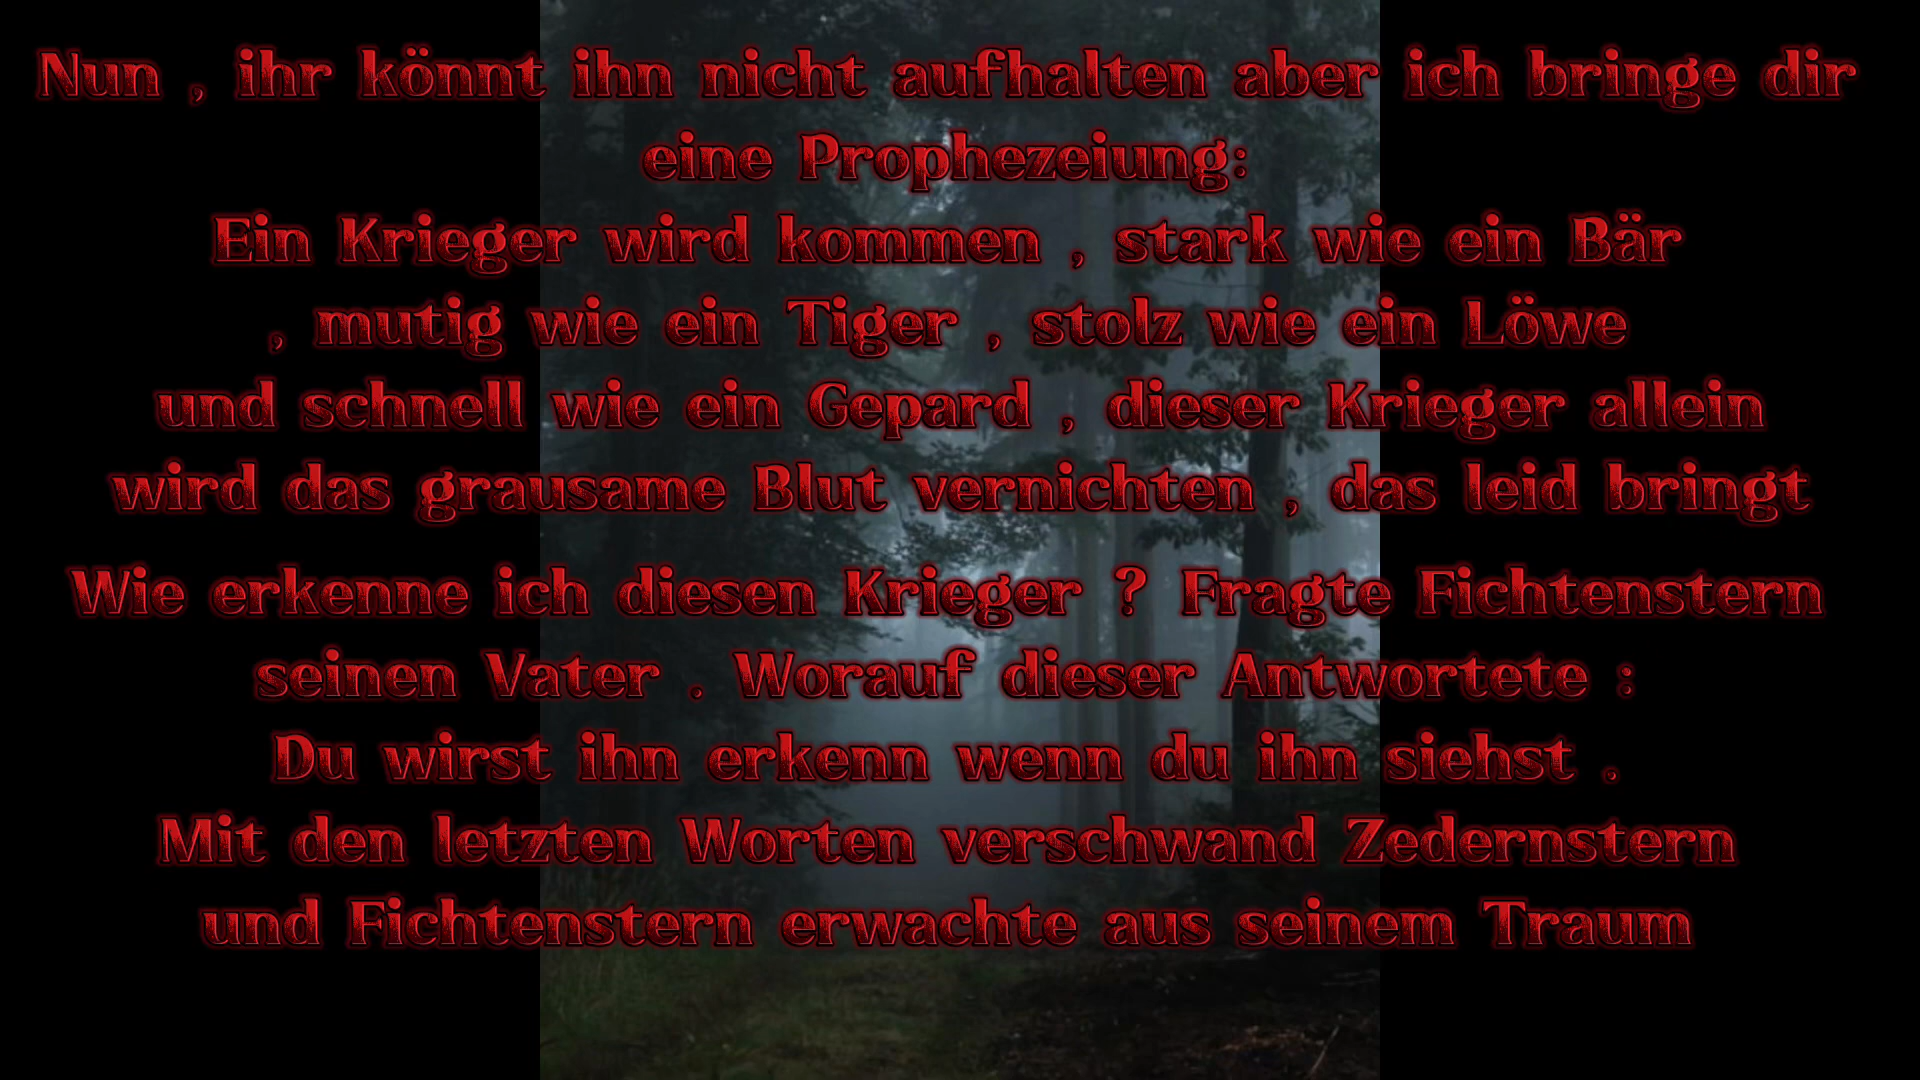 Nun , ihr könnt ihn nicht aufhalten aber ich bringe dir
eine Prophezeiung:
Ein Krieger wird kommen , stark wie ein Bär
, mutig wie ein Tiger , stolz wie ein Löwe
und schnell wie ein Gepard , dieser Krieger allein
wird das grausame Blut vernichten , das leid bringt
Wie erkenne ich diesen Krieger ? Fragte Fichtenstern
seinen Vater . Worauf dieser Antwortete :
Du wirst ihn erkenn wenn du ihn siehst .
Mit den letzten Worten verschwand Zedernstern
und Fichtenstern erwachte aus seinem Traum